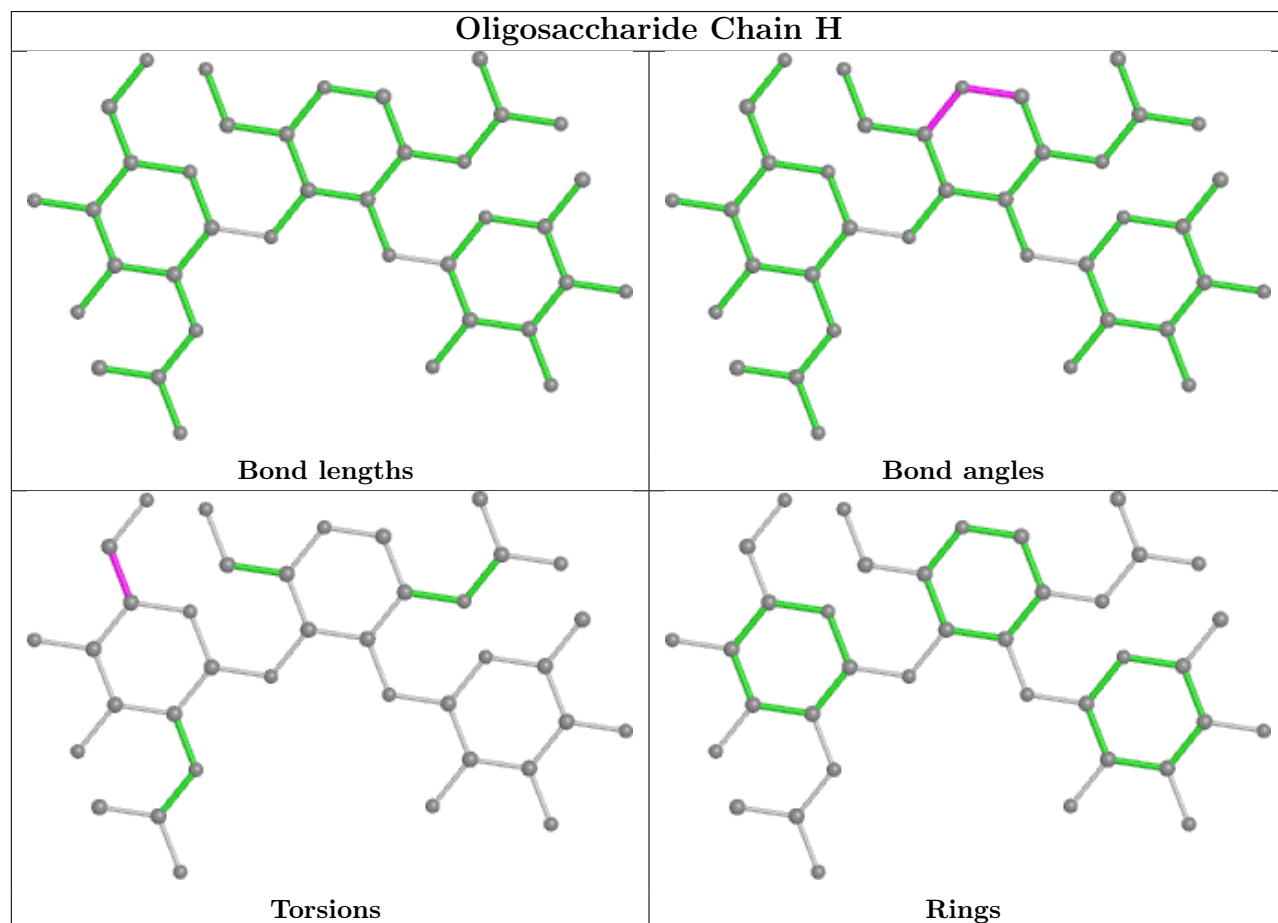 Oligosaccharide Chain H
Bond lengths
Bond angles
Torsions
Rings